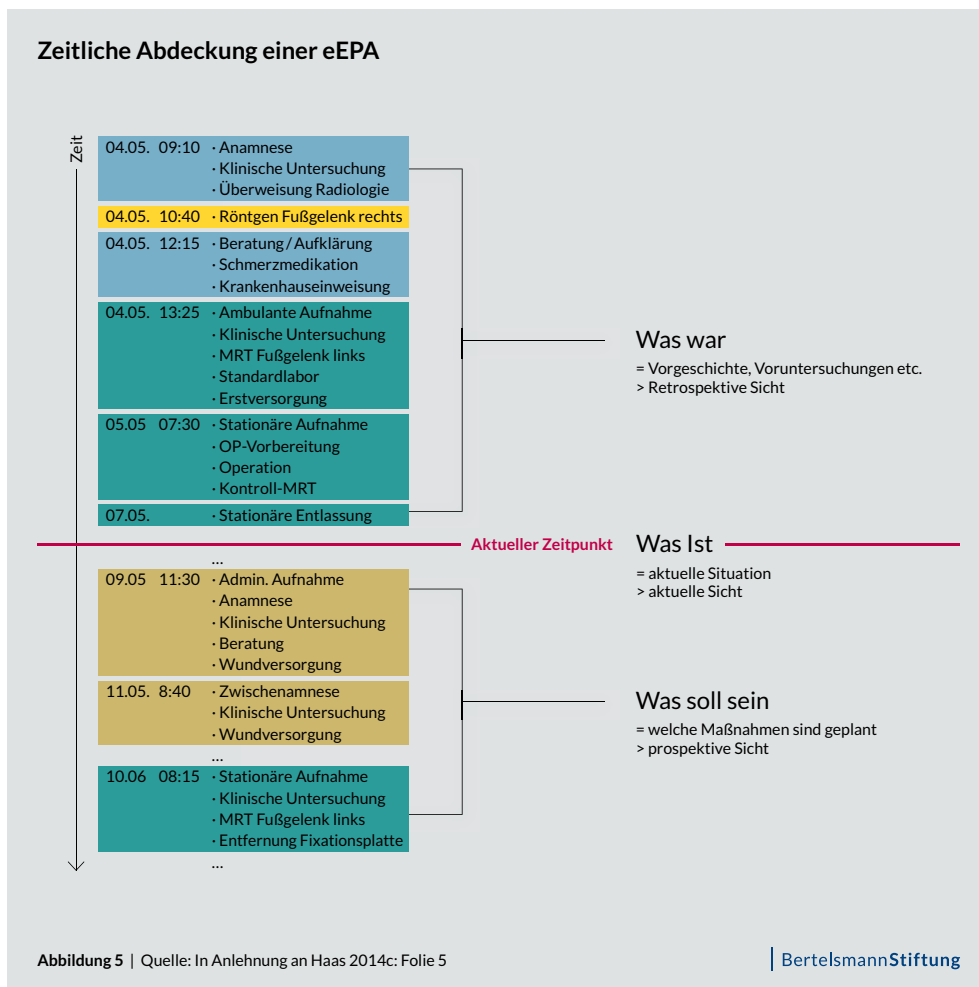 Zeitliche Abdeckung einer eEPA
Zeit
04.05. 09:10 · Anamnese
· Klinische Untersuchung
· Überweisung Radiologie
04.05. 10:40 · Röntgen Fußgelenk rechts
04.05. 12:15 · Beratung / Aufklärung
· Schmerzmedikation
· Krankenhauseinweisung
04.05. 13:25 · Ambulante Aufnahme
· Klinische Untersuchung
· MRT Fußgelenk links
· Standardlabor
· Erstversorgung
05.05 07:30 · Stationäre Aufnahme
· OP-Vorbereitung
· Operation
· Kontroll-MRT
07.05. · Stationäre Entlassung
Was war
= Vorgeschichte, Voruntersuchungen etc.
> Retrospektive Sicht
Aktueller Zeitpunkt
Was Ist
= aktuelle Situation
> aktuelle Sicht
...
09.05 11:30 · Admin. Aufnahme
· Anamnese
· Klinische Untersuchung
· Beratung
· Wundversorgung
11.05. 8:40 · Zwischenamnese
· Klinische Untersuchung
· Wundversorgung
...
10.06 08:15 · Stationäre Aufnahme
· Klinische Untersuchung
· MRT Fußgelenk links
· Entfernung Fixationsplatte
...
Was soll sein
= welche Maßnahmen sind geplant
> prospektive Sicht
Abbildung 5 | Quelle: In Anlehnung an Haas 2014c: Folie 5
BertelsmannStiftung